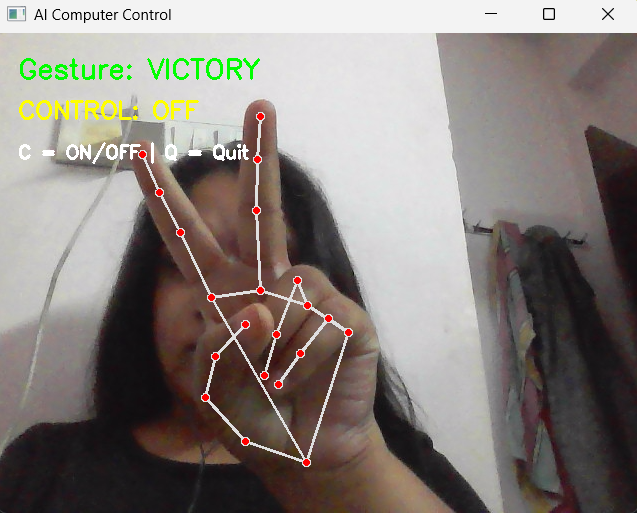 AI Computer Control
Gesture: VICTORY
CONTROL: OFF
C = ON/OFF | Q = Quit